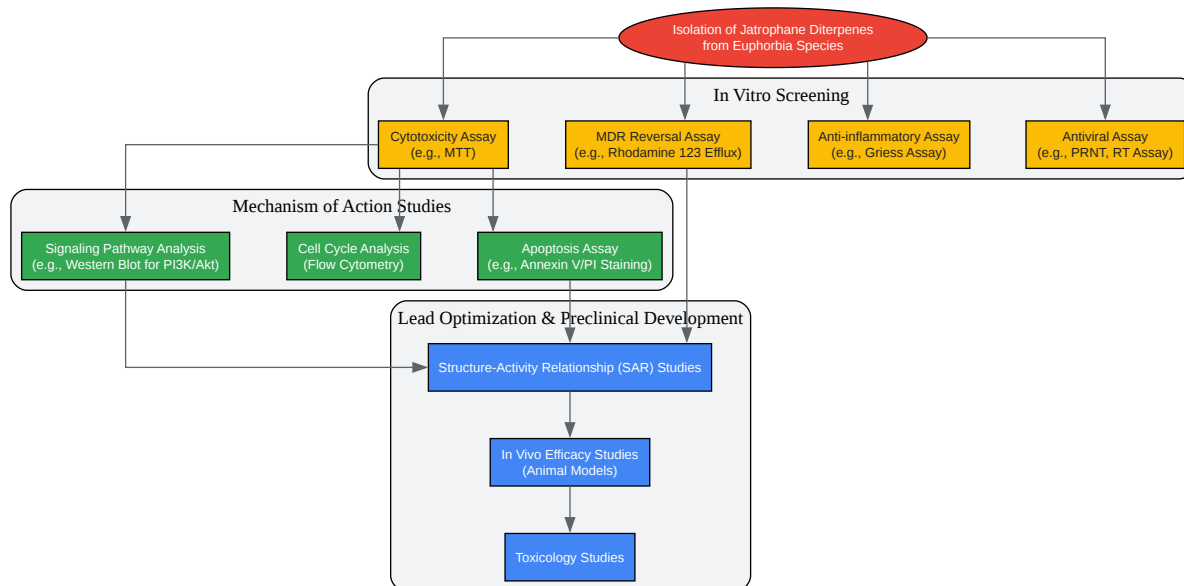 Isolation of Jatrophane Diterpenes
from Euphorbia Species
In Vitro Screening
Cytotoxicity Assay
(e.g., MTT)
MDR Reversal Assay
(e.g., Rhodamine 123 Efflux)
Anti-inflammatory Assay
(e.g., Griess Assay)
Antiviral Assay
(e.g., PRNT, RT Assay)
Mechanism of Action Studies
Signaling Pathway Analysis
(e.g., Western Blot for PI3K/Akt)
Cell Cycle Analysis
(Flow Cytometry)
Apoptosis Assay
(e.g., Annexin V/PI Staining)
Lead Optimization & Preclinical Development
Structure-Activity Relationship (SAR) Studies
In Vivo Efficacy Studies
(Animal Models)
Toxicology Studies